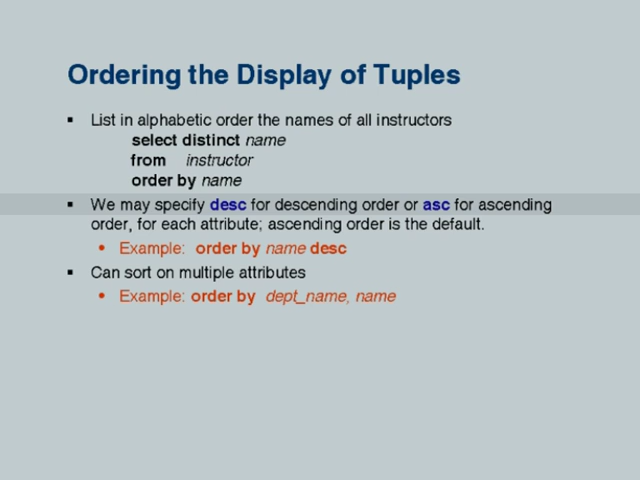 Ordering the Display of Tuples
▪ List in alphabetic order the names of all instructors
select distinct name
from instructor
order by name
▪ We may specify desc for descending order or asc for ascending
order, for each attribute; ascending order is the default.
• Example: order by name desc
▪ Can sort on multiple attributes
• Example: order by dept_name, name